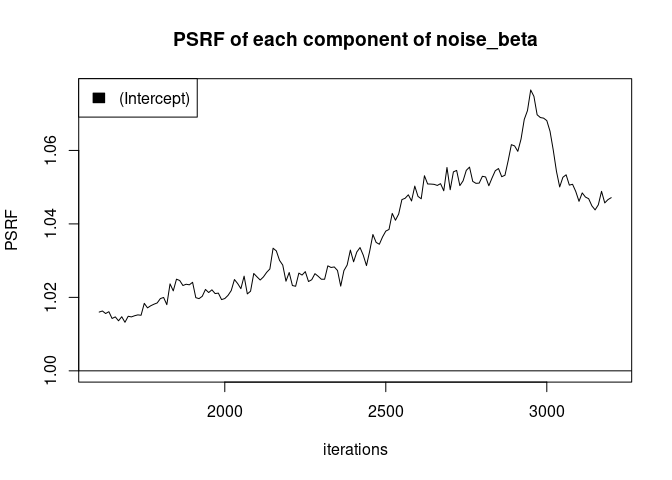 PSRF of each component of noise_beta
(Intercept)
PSRF
1.06
1.04
1.02
1.00
2000 2500 3000
iterations